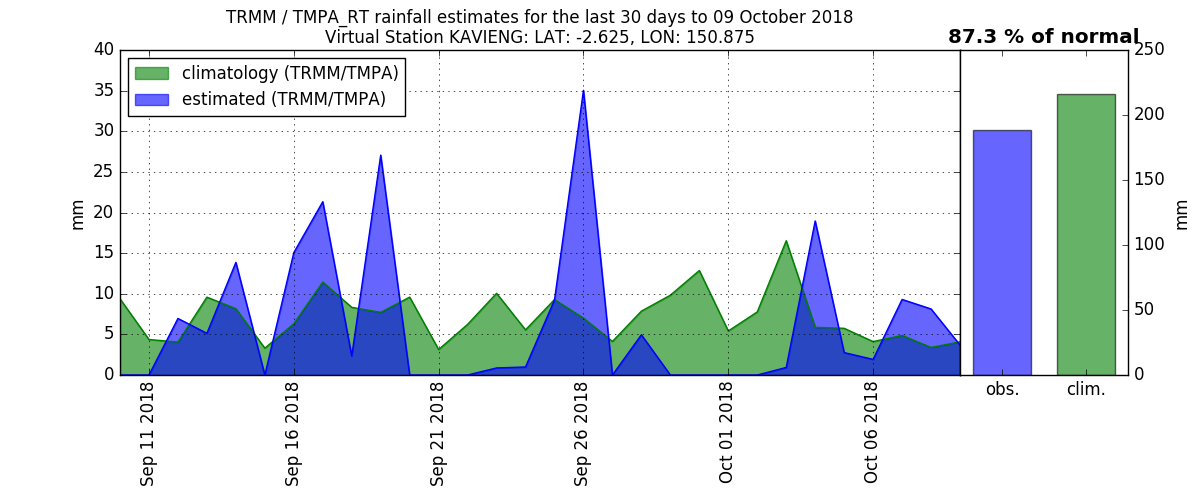 TRMM / TMPA_RT rainfall estimates for the last 30 days to 09 October 2018
Virtual Station KAVIENG: LAT: -2.625, LON: 150.875
87.3 % of normal
climatology (TRMM/TMPA)
estimated (TRMM/TMPA)
mm
40
35
30
25
20
15
10
5
0
Sep 11 2018
Sep 16 2018
Sep 21 2018
Sep 26 2018
Oct 01 2018
Oct 06 2018
obs.
clim.
250
200
150
100
50
0
mm